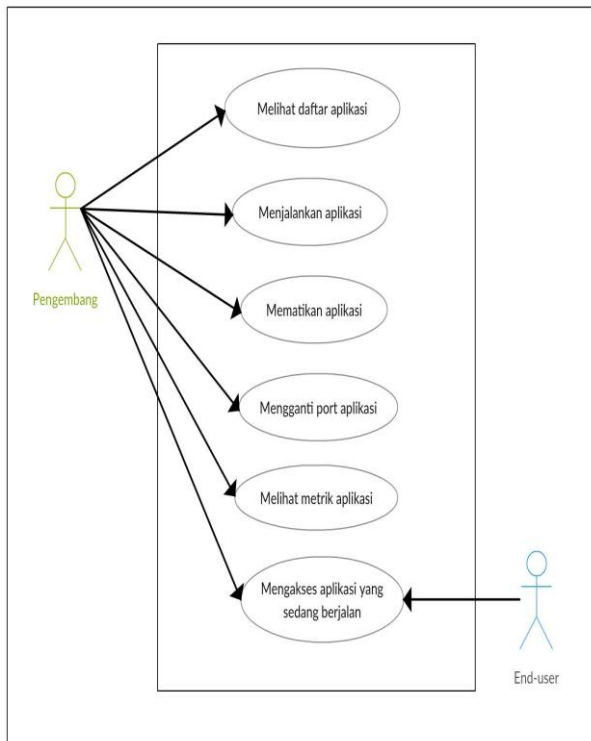 Melihat daftar aplikasi
Menjalankan aplikasi
Pengembang
Mematikan aplikasi
Mengganti port aplikasi
Melihat metrik aplikasi
Mengakses aplikasi yang
sedang berjalan
End-user